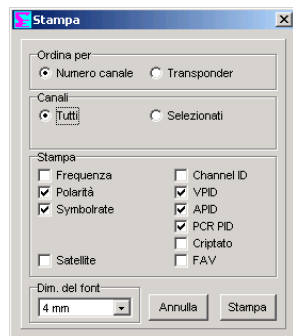 Stampa
Ordina per
Numero canale Transponder
Canali
Tutti Selezionati
Stampa
Frequenza Channel ID
Polarità VPID
Symbolrate APID
PCR PID
Criptato
Satellite FAV
Dim. del font
4 mm Annulla Stampa